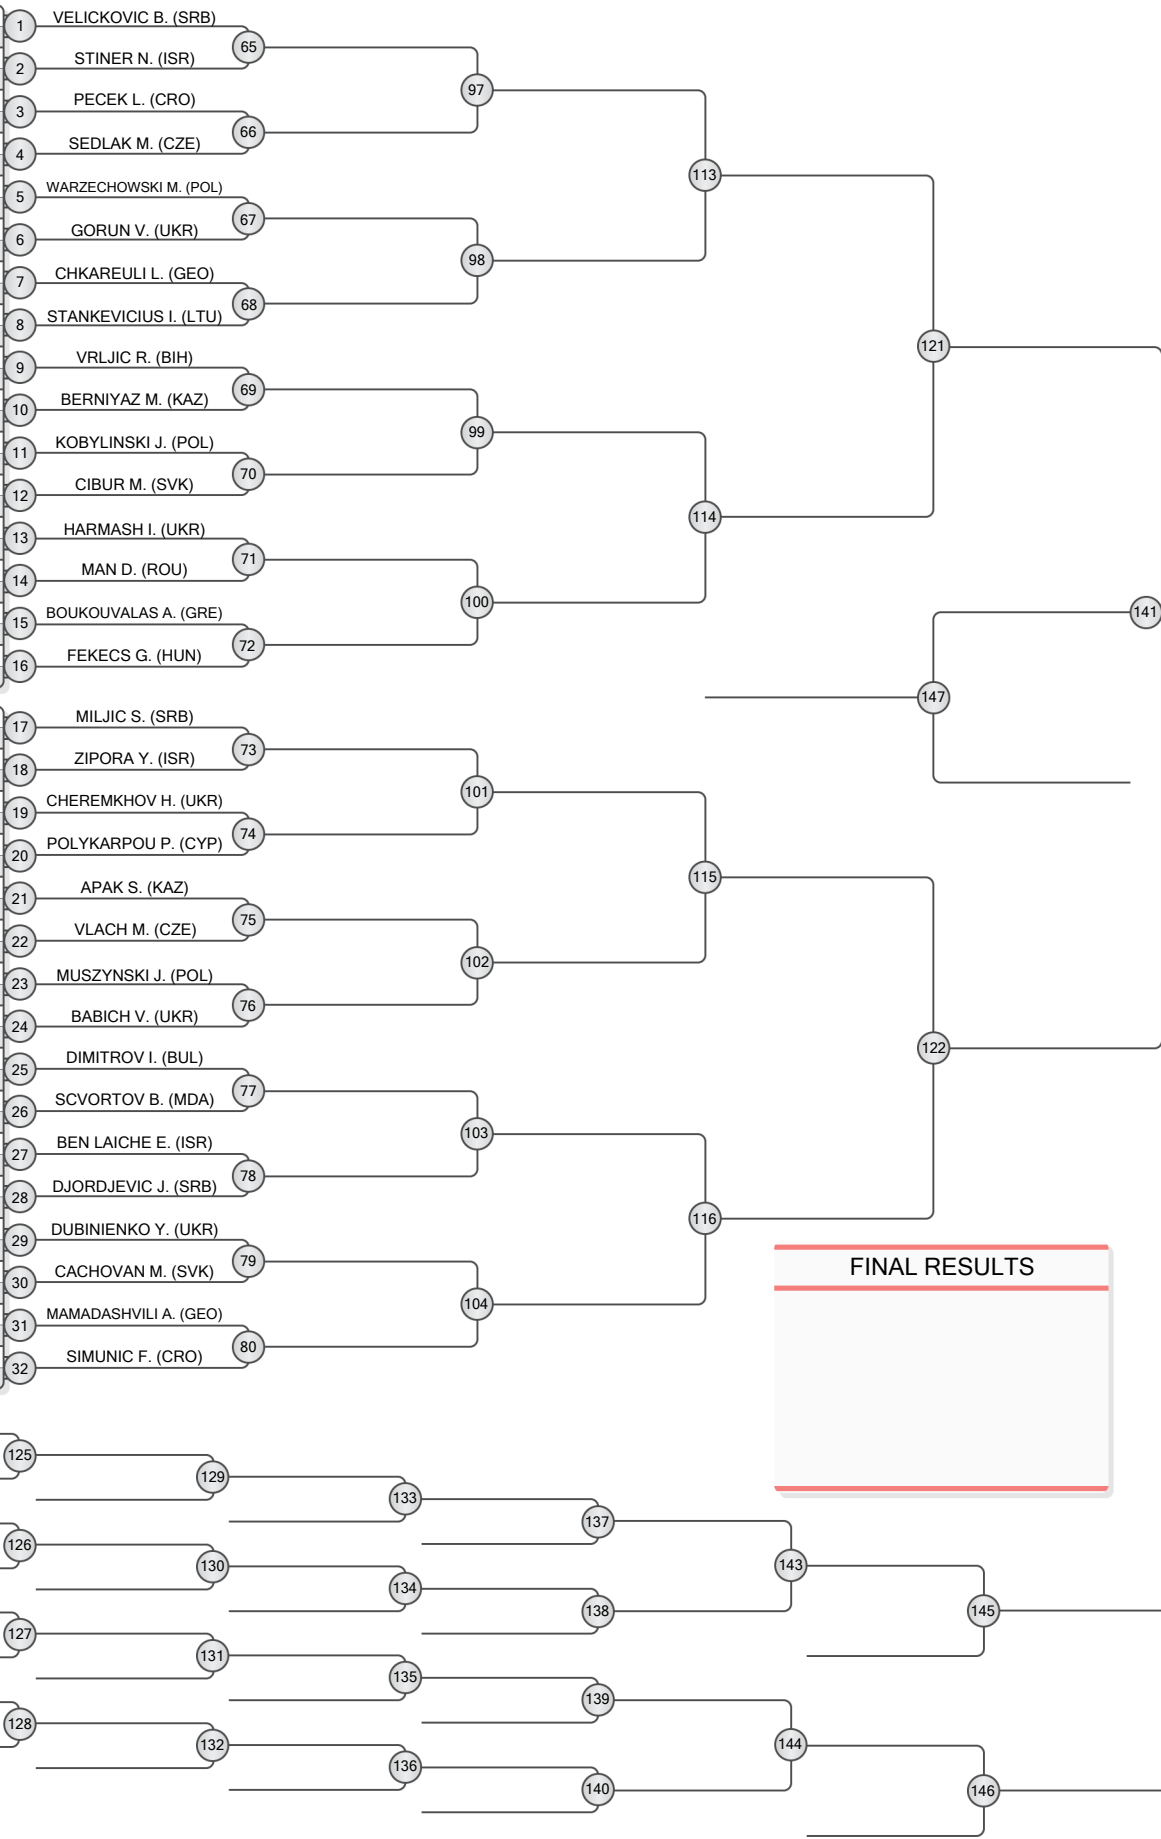 1 VELICKOVIC B. (SRB)
65
2 STINER N. (ISR)
97
3 PECEK L. (CRO)
66
4 SEDLAK M. (CZE)
113
5 WARZECHOWSKI M. (POL)
67
6 GORUN V. (UKR)
98
7 CHKAREULI L. (GEO)
68
8 STANKEVICIUS I. (LTU)
121
9 VRLJIC R. (BIH)
69
10 BERNIYAZ M. (KAZ)
99
11 KOBYLINSKI J. (POL)
70
12 CIBUR M. (SVK)
114
13 HARMASH I. (UKR)
71
14 MAN D. (ROU)
100
141
15 BOUKOUVALAS A. (GRE)
72
16 FEKECS G. (HUN)
147
17 MILJIC S. (SRB)
73
18 ZIPORA Y. (ISR)
101
19 CHEREMKHOV H. (UKR)
74
20 POLYKARPOU P. (CYP)
115
21 APAK S. (KAZ)
75
22 VLACH M. (CZE)
102
23 MUSZYNSKI J. (POL)
76
24 BABICH V. (UKR)
122
25 DIMITROV I. (BUL)
77
26 SCVORTOV B. (MDA)
103
27 BEN LAICHE E. (ISR)
78
28 DJORDJEVIC J. (SRB)
116
29 DUBINIENKO Y. (UKR)
79
FINAL RESULTS
30 CACHOVAN M. (SVK)
104
31 MAMADASHVILI A. (GEO)
80
32 SIMUNIC F. (CRO)
125
129
133
137
126
130
143
134
138
145
127
131
135
139
128
132
144
136
140
146